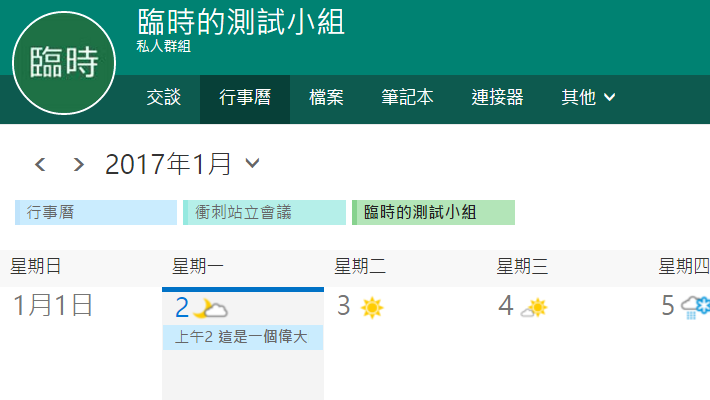 臨時的測試小組
私人群組
臨時
交談 行事曆 檔案 筆記本 連接器 其他
2017年1月
行事曆 衝刺站立會議 臨時的測試小組
星期日 星期一 星期二 星期三 星期四
1月1日 2 3 4 5
上午2 這是一個偉大